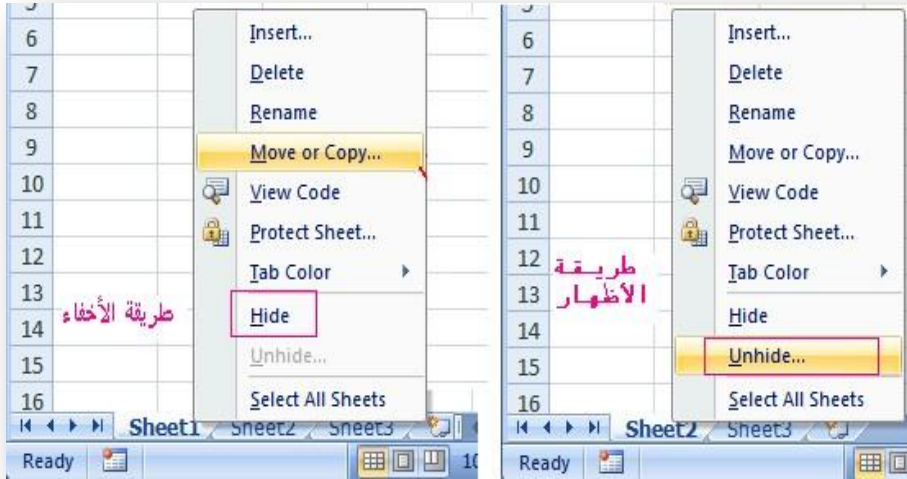 6
7
8
9
10
11
12
13
14
15
16
Insert...
Delete
Rename
Move or Copy...
View Code
Protect Sheet...
Tab Color
Hide
Unhide...
Select All Sheets
طريقة الأخفاء
Sheet1 Sheet2 Sheet3
Ready
6
7
8
9
10
11
12
13
14
15
16
Insert...
Delete
Rename
Move or Copy...
View Code
Protect Sheet...
Tab Color
Hide
Unhide...
Select All Sheets
طريقة
الأظهار
Sheet2 Sheet3
Ready